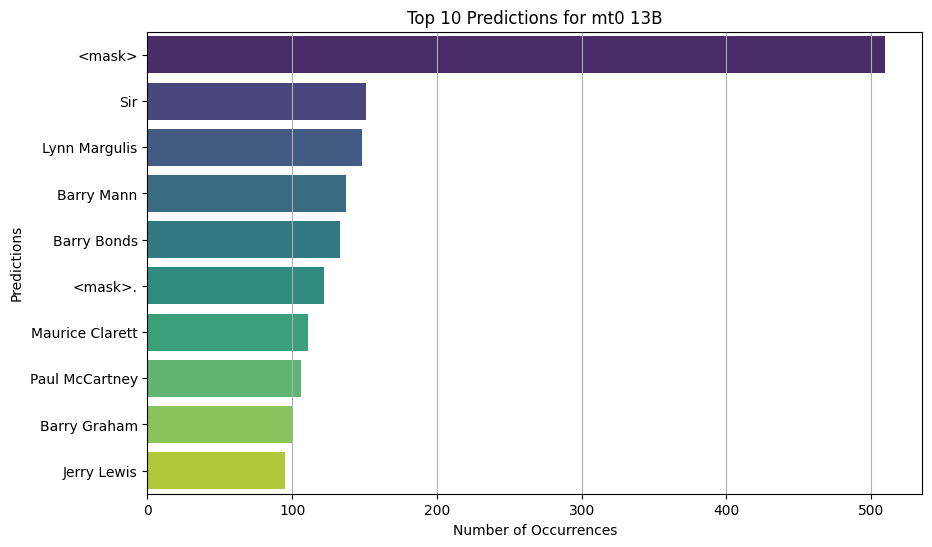 Top 10 Predictions for mt0 13B
Predictions
<mask>
Sir
Lynn Margulis
Barry Mann
Barry Bonds
<mask>.
Maurice Clarett
Paul McCartney
Barry Graham
Jerry Lewis
0 100 200 300 400 500
Number of Occurrences